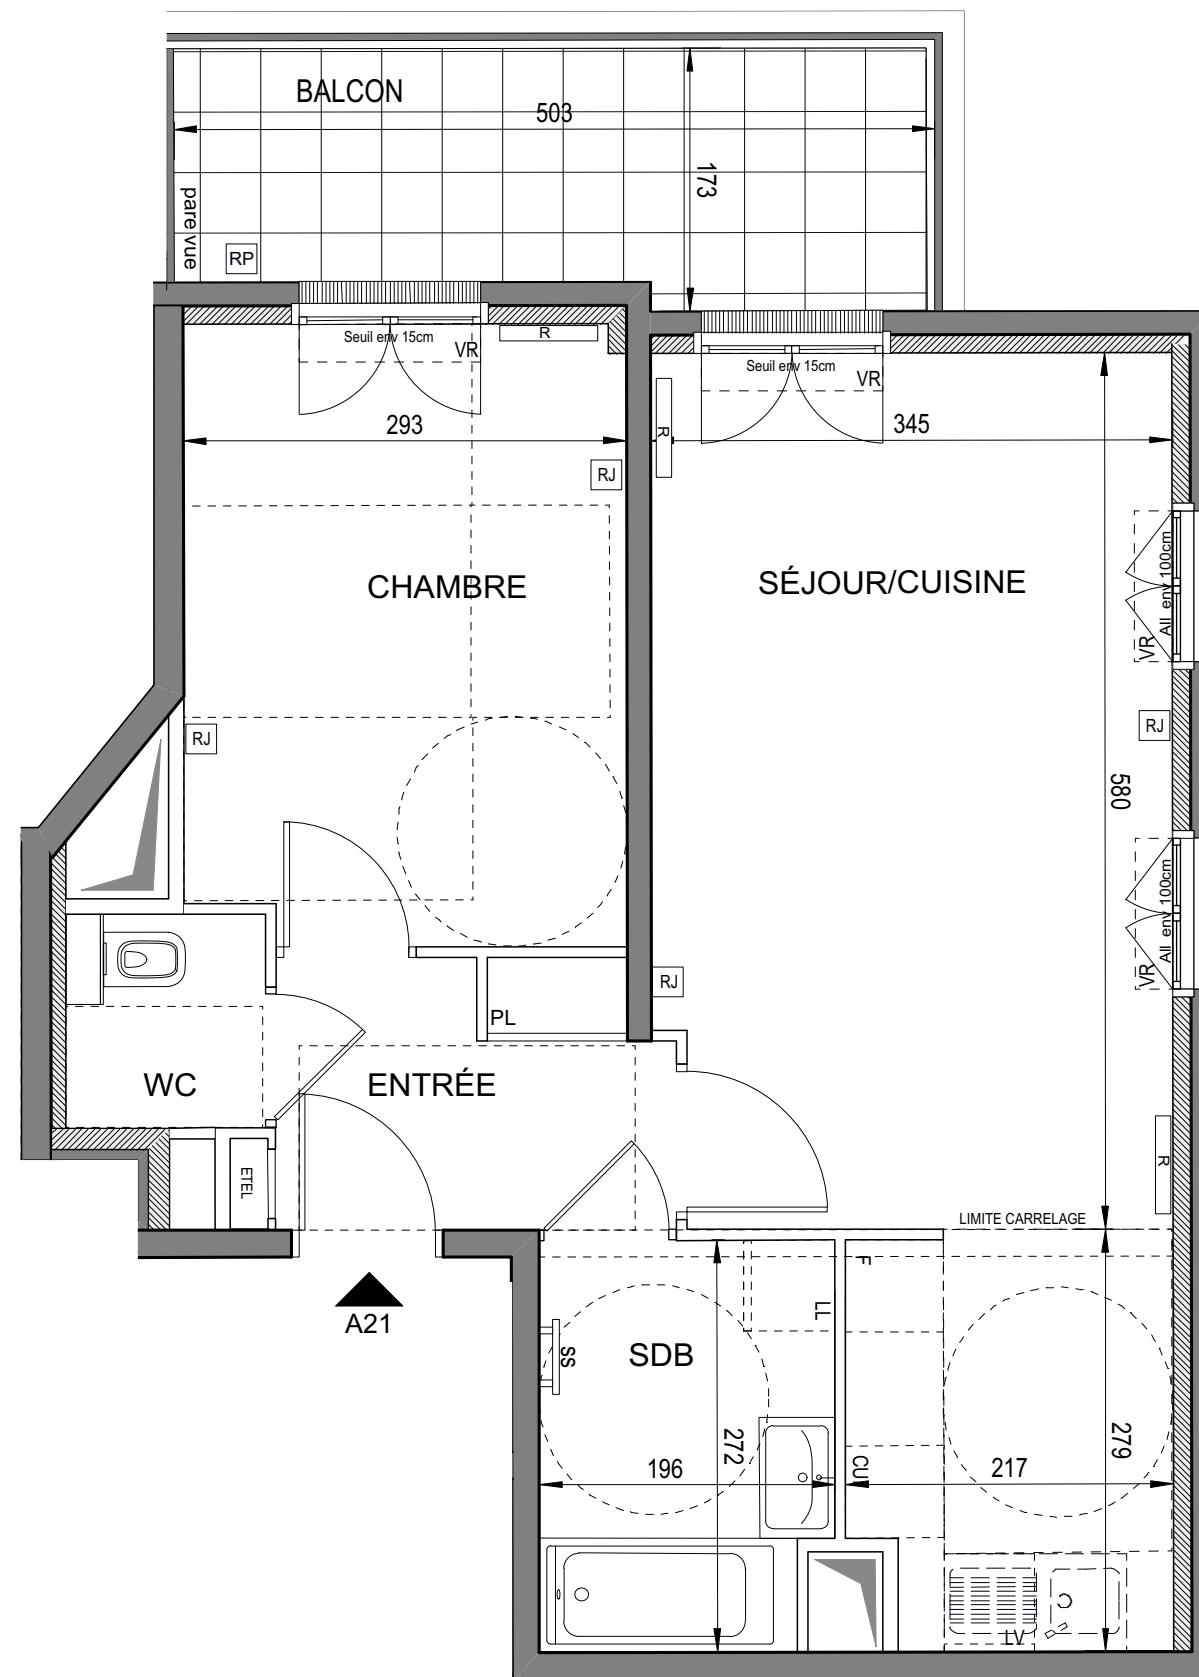 BALCON
503
173
pare vue
RP
Seuil env 15cm
VR
R
Seuil env 15cm
VR
293
R
345
RJ
All env 100cm
VR
CHAMBRE
SÉJOUR/CUISINE
RJ
RJ
580
All env 100cm
VR
RJ
PL
WC
ENTRÉE
R
ETEL
LIMITE CARRELAGE
F
LL
A21
SS
SDB
272
279
196
CU
217
LV